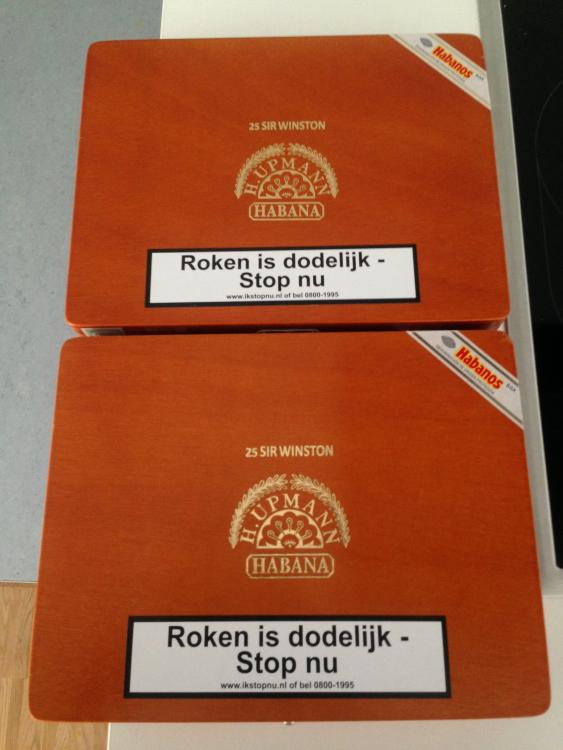 Habanos
25 SIR WINSTON
H. UPMANN
HABANA
Roken is dodelijk -
Stop nu
www.ikstopnu.nl of bel 0800-1995
Habanos
25 SIR WINSTON
H. UPMANN
HABANA
Roken is dodelijk -
Stop nu
www.ikstopnu.nl of bel 0800-1995